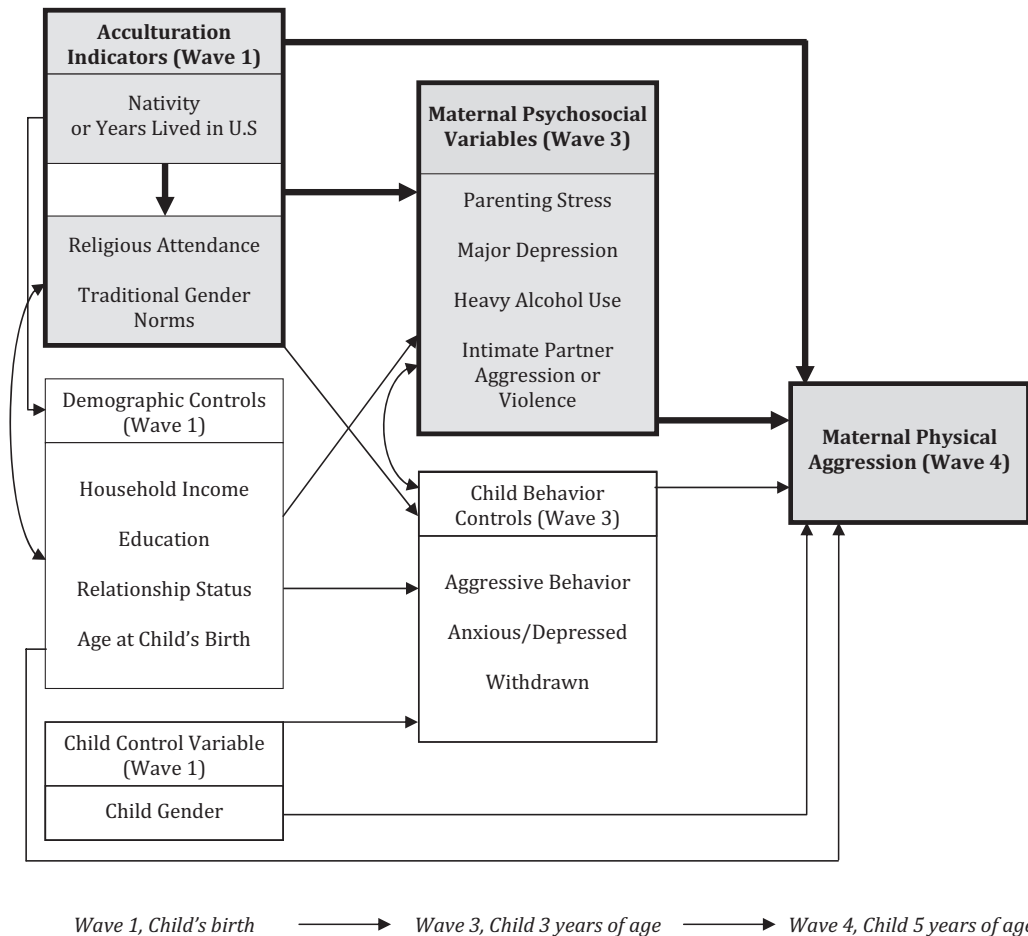 Acculturation
Indicators (Wave 1)
Nativity
or Years Lived in U.S
Religious Attendance
Traditional Gender
Norms
Maternal Psychosocial
Variables (Wave 3)
Parenting Stress
Major Depression
Heavy Alcohol Use
Intimate Partner
Aggression or
Violence
Demographic Controls
(Wave 1)
Household Income
Education
Relationship Status
Age at Child's Birth
Child Behavior
Controls (Wave 3)
Aggressive Behavior
Anxious/Depressed
Withdrawn
Maternal Physical
Aggression (Wave 4)
Child Control Variable
(Wave 1)
Child Gender
Wave 1, Child's birth Wave 3, Child 3 years of age Wave 4, Child 5 years of age